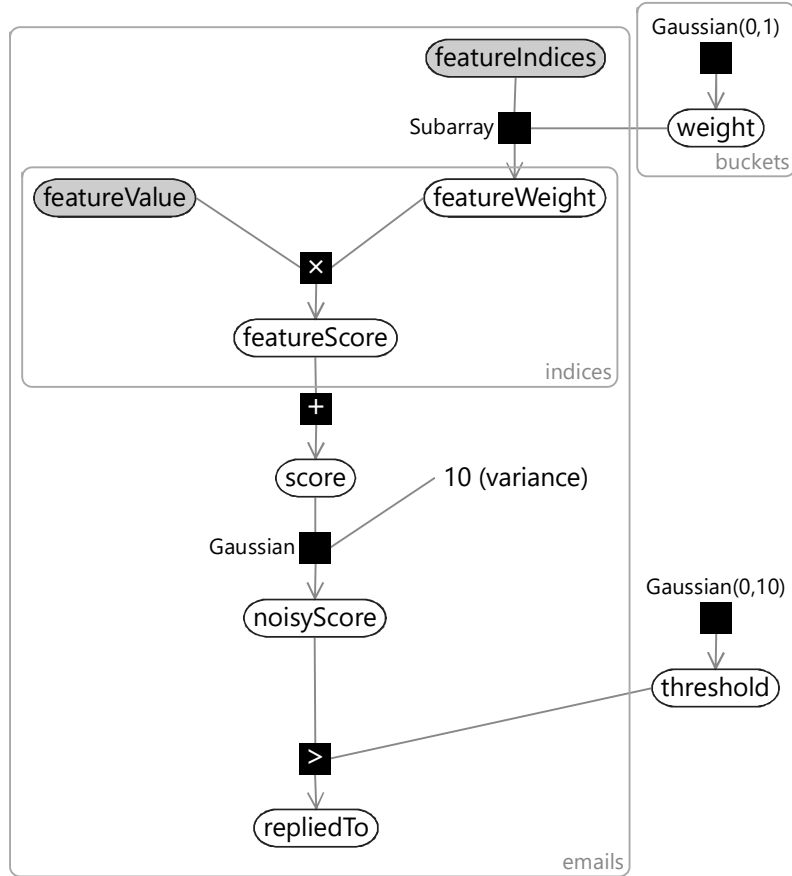 Gaussian(0,1)
featureIndices
Subarray
weight
buckets
featureValue
featureWeight
×
featureScore
indices
+
score
10 (variance)
Gaussian
noisyScore
Gaussian(0,10)
threshold
>
repliedTo
emails